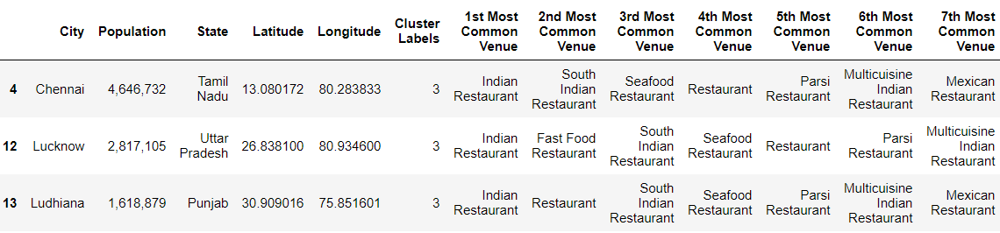 City Population State Latitude Longitude Cluster Labels 1st Most Common Venue 2nd Most Common Venue 3rd Most Common Venue 4th Most Common Venue 5th Most Common Venue 6th Most Common Venue 7th Most Common Venue
4 Chennai 4,646,732 Tamil Nadu 13.080172 80.283833 3 Indian Restaurant South Indian Restaurant Seafood Restaurant Restaurant Parsi Restaurant Multicuisine Indian Restaurant Mexican Restaurant
12 Lucknow 2,817,105 Uttar Pradesh 26.838100 80.934600 3 Indian Restaurant Fast Food Restaurant South Indian Restaurant Seafood Restaurant Restaurant Parsi Restaurant Multicuisine Indian Restaurant
13 Ludhiana 1,618,879 Punjab 30.909016 75.851601 3 Indian Restaurant Restaurant South Indian Restaurant Seafood Restaurant Parsi Restaurant Multicuisine Indian Restaurant Mexican Restaurant